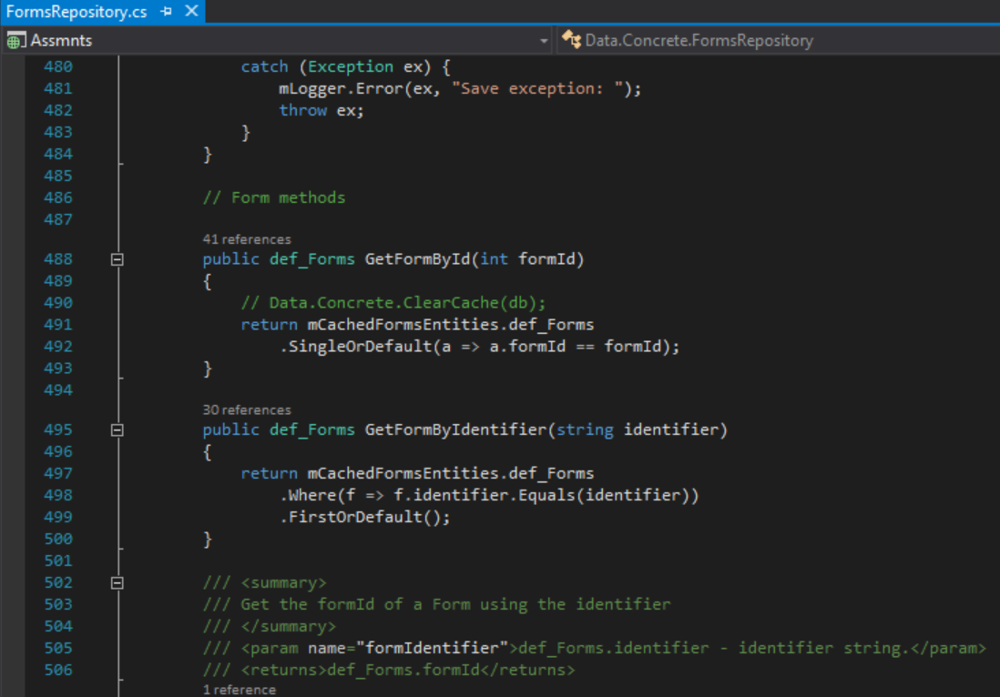 FormsRepository.cs
Assmnts
Data.Concrete.FormsRepository
480 catch (Exception ex) {
481 mLogger.Error(ex, "Save exception: ");
482 throw ex;
483 }
484 }
485
486 // Form methods
487
41 references
488 public def_Forms GetFormById(int formId)
489 {
490 // Data.Concrete.ClearCache(db);
491 return mCachedFormsEntities.def_Forms
492 .SingleOrDefault(a => a.formId == formId);
493 }
494
30 references
495 public def_Forms GetFormByIdentifier(string identifier)
496 {
497 return mCachedFormsEntities.def_Forms
498 .Where(f => f.identifier.Equals(identifier))
499 .FirstOrDefault();
500 }
501
502 /// <summary>
503 /// Get the formId of a Form using the identifier
504 /// </summary>
505 /// <param name="formIdentifier">def_Forms.identifier - identifier string.</param>
506 /// <returns>def_Forms.formId</returns>
1 reference